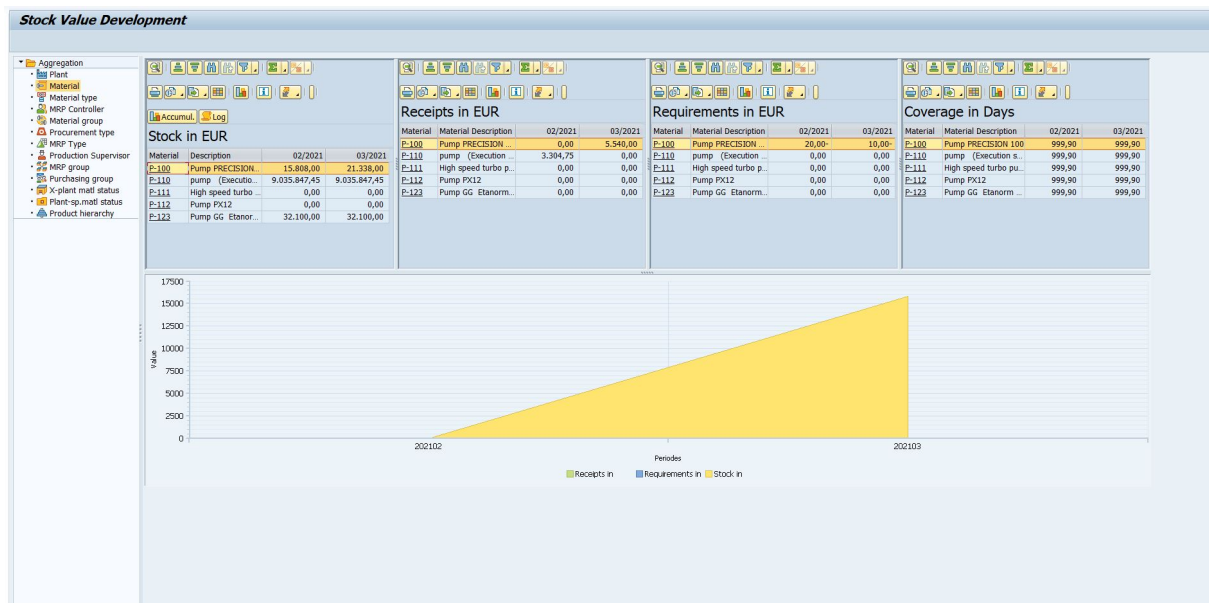 Stock Value Development
Aggregation
Plant
Material
Material type
MRP Controller
Material group
Procurement type
MRP Type
Production Supervisor
MRP group
Purchasing group
X-plant matl status
Plant-sp.matl status
Product hierarchy
Accumul. Log
Stock in EUR
Material Description 02/2021 03/2021
P-100 Pump PRECISION... 15.808,00 21.338,00
P-110 pump (Executio... 9.035.847,45 9.035.847,45
P-111 High speed turbo ... 0,00 0,00
P-112 Pump PX12 0,00 0,00
P-123 Pump GG Etanor... 32.100,00 32.100,00
Receipts in EUR
Material Material Description 02/2021 03/2021
P-100 Pump PRECISION ... 0,00 5.540,00
P-110 pump (Execution ... 3.304,75 0,00
P-111 High speed turbo p... 0,00 0,00
P-112 Pump PX12 0,00 0,00
P-123 Pump GG Etanorm... 0,00 0,00
Requirements in EUR
Material Material Description 02/2021 03/2021
P-100 Pump PRECISION ... 20,00- 10,00-
P-110 pump (Execution ... 0,00 0,00
P-111 High speed turbo p... 0,00 0,00
P-112 Pump PX12 0,00 0,00
P-123 Pump GG Etanorm... 0,00 0,00
Coverage in Days
Material Material Description 02/2021 03/2021
P-100 Pump PRECISION 100 999,90 999,90
P-110 pump (Execution s... 999,90 999,90
P-111 High speed turbo pu... 999,90 999,90
P-112 Pump PX12 999,90 999,90
P-123 Pump GG Etanorm ... 999,90 999,90
17500
15000
12500
10000
7500
5000
2500
0
Value
202102 202103
Periodes
Receipts in Requirements in Stock in